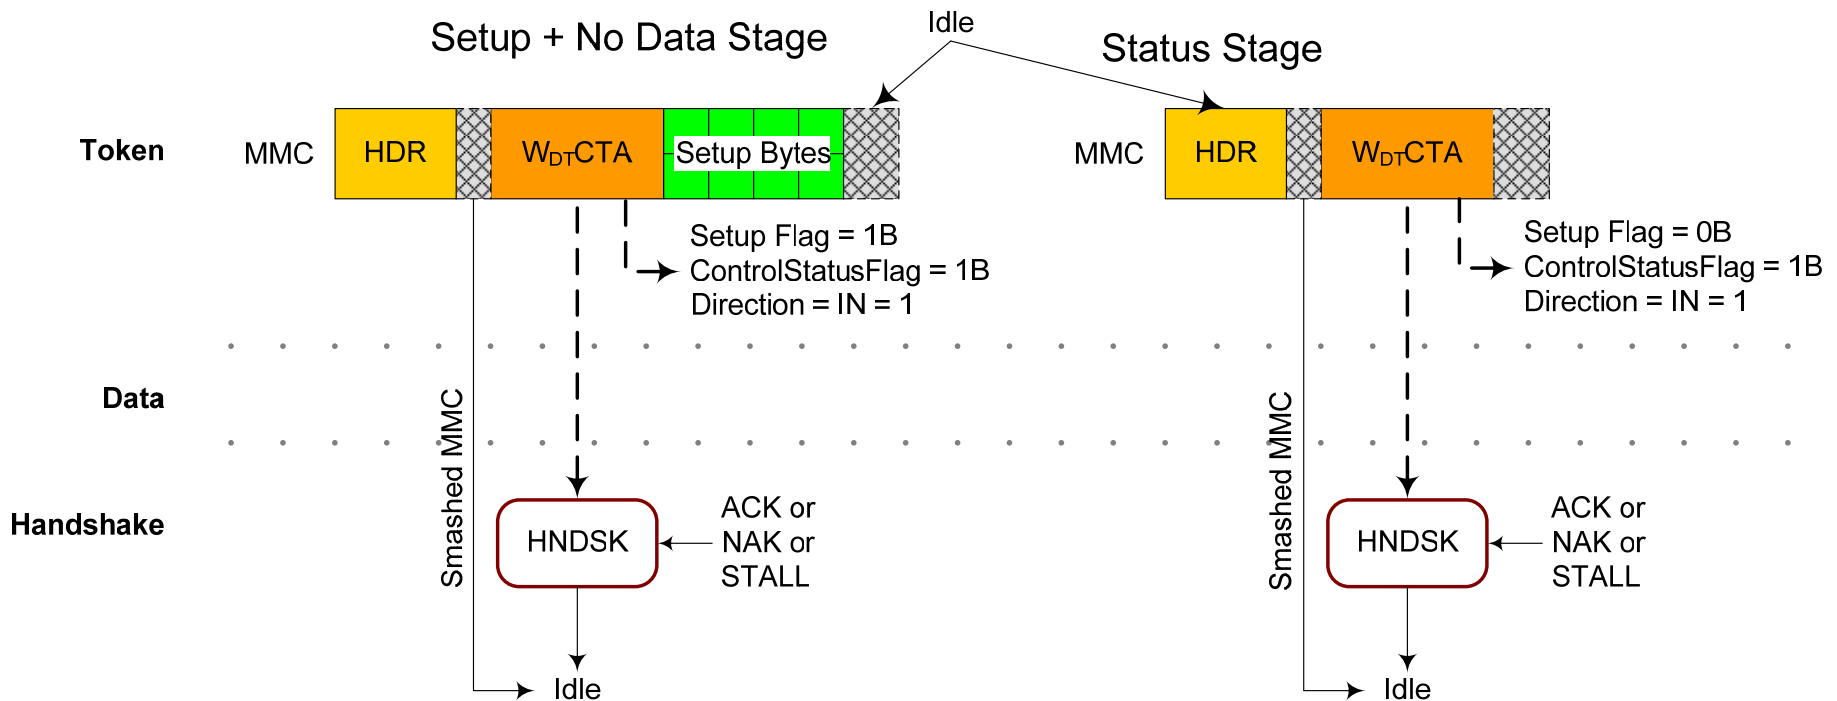 Setup + No Data Stage
Idle
Status Stage
Token
MMC
HDR
WDTCTA
Setup Bytes
MMC
HDR
WDTCTA
Setup Flag = 1B
ControlStatusFlag = 1B
Direction = IN = 1
Setup Flag = 0B
ControlStatusFlag = 1B
Direction = IN = 1
Data
Smashed MMC
Smashed MMC
Handshake
HNDSK
ACK or
NAK or
STALL
HNDSK
ACK or
NAK or
STALL
Idle
Idle